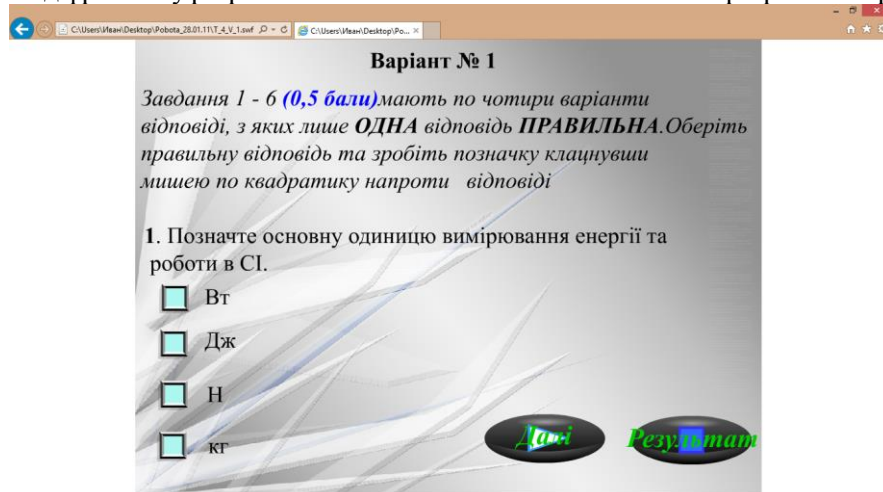 C:\Users\Иван\Desktop\Pobota_28.01.11\T_4_V_1.swf
C:\Users\Иван\Desktop\Po...
Варіант № 1
Завдання 1 - 6 (0,5 бали)мають по чотири варіанти
відповіді, з яких лише ОДНА відповідь ПРАВИЛЬНА.Оберіть
правильну відповідь та зробіть позначку клацнувши
мишею по квадратику напроти відповіді
1. Позначте основну одиницю вимірювання енергії та
роботи в СІ.
Вт
Дж
Н
кг
Далі
Результат